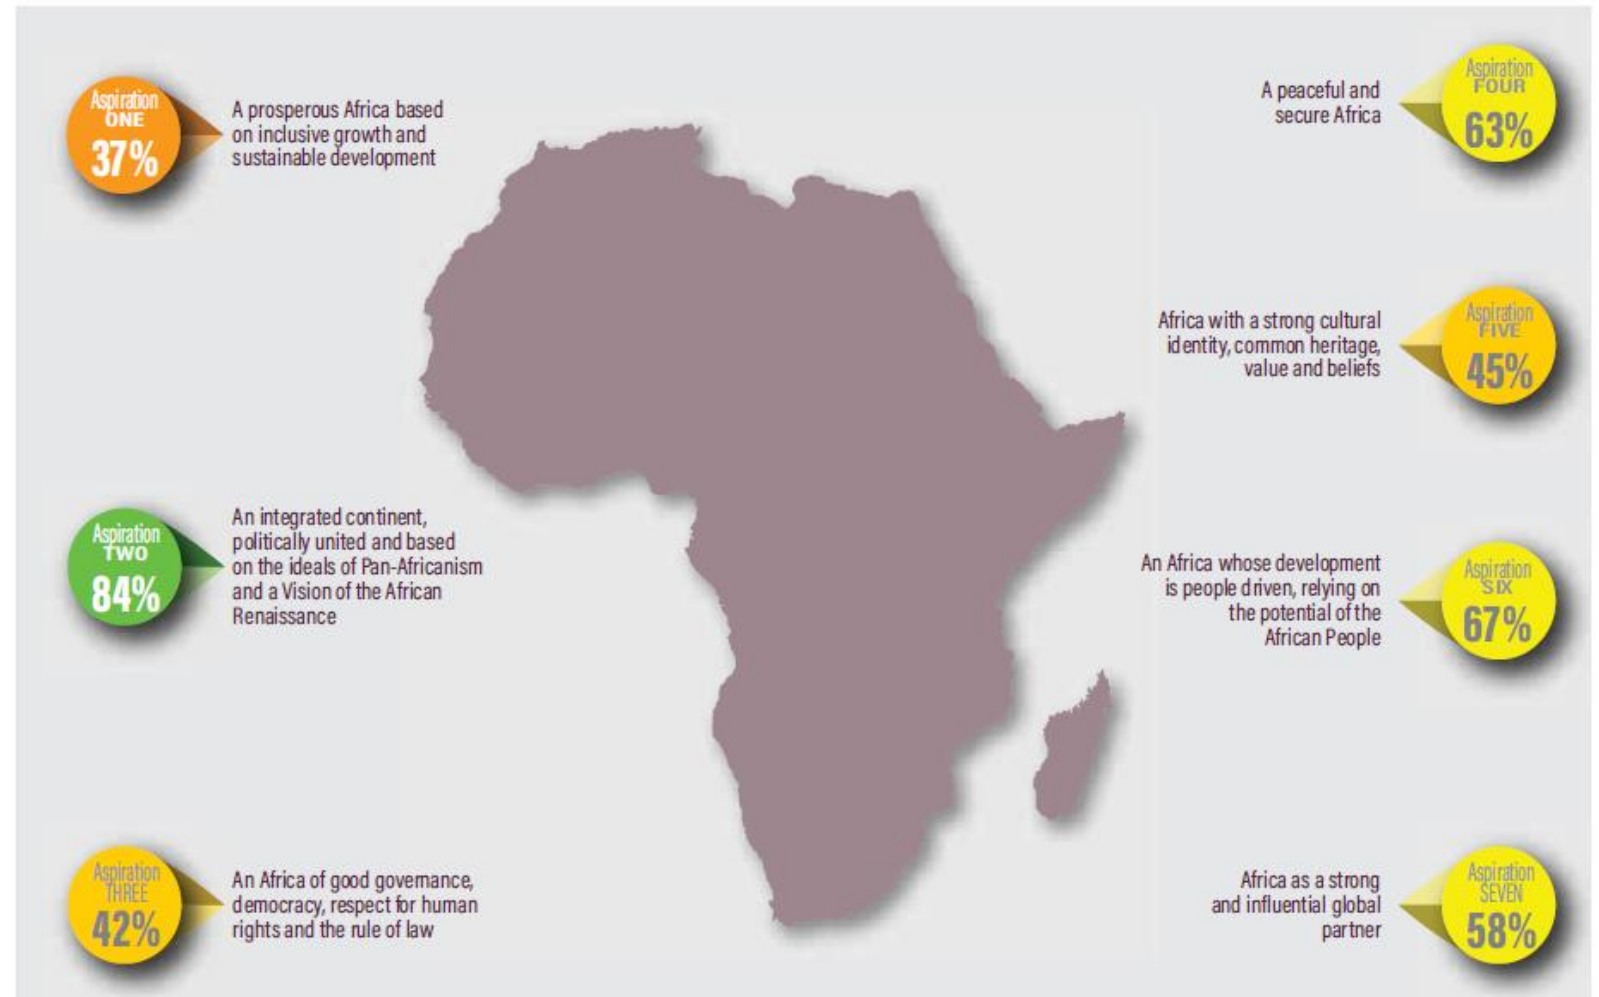 Aspiration
ONE
37%
A prosperous Africa based
on inclusive growth and
sustainable development
Aspiration
TWO
84%
An integrated continent,
politically united and based
on the ideals of Pan-Africanism
and a Vision of the African
Renaissance
Aspiration
THREE
42%
An Africa of good governance,
democracy, respect for human
rights and the rule of law
A peaceful and
secure Africa
Aspiration
FOUR
63%
Africa with a strong cultural
identity, common heritage,
value and beliefs
Aspiration
FIVE
45%
An Africa whose development
is people driven, relying on
the potential of the
African People
Aspiration
SIX
67%
Africa as a strong
and influential global
partner
Aspiration
SEVEN
58%